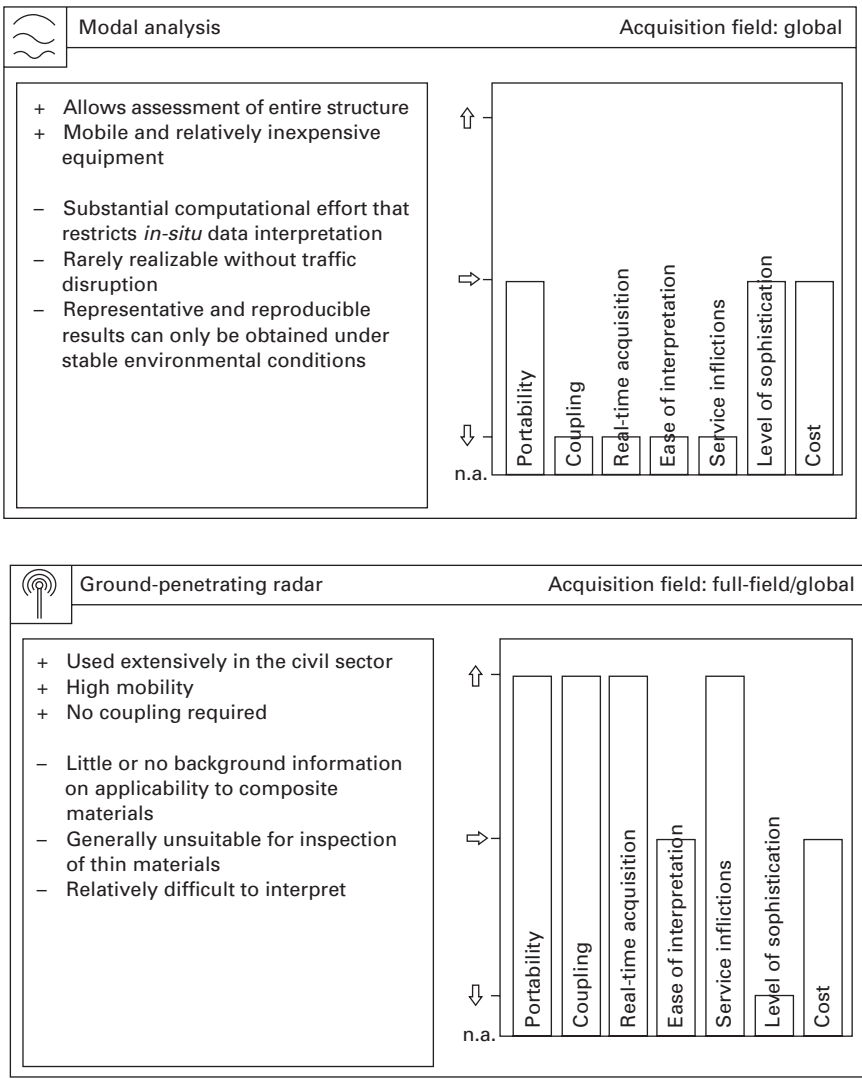 Modal analysis
Acquisition field: global
+ Allows assessment of entire structure
+ Mobile and relatively inexpensive
equipment
– Substantial computational effort that
restricts in-situ data interpretation
– Rarely realizable without traffic
disruption
– Representative and reproducible
results can only be obtained under
stable environmental conditions
n.a.
Portability
Coupling
Real-time acquisition
Ease of interpretation
Service inflictions
Level of sophistication
Cost
Ground-penetrating radar
Acquisition field: full-field/global
+ Used extensively in the civil sector
+ High mobility
+ No coupling required
– Little or no background information
on applicability to composite
materials
– Generally unsuitable for inspection
of thin materials
– Relatively difficult to interpret
n.a.
Portability
Coupling
Real-time acquisition
Ease of interpretation
Service inflictions
Level of sophistication
Cost